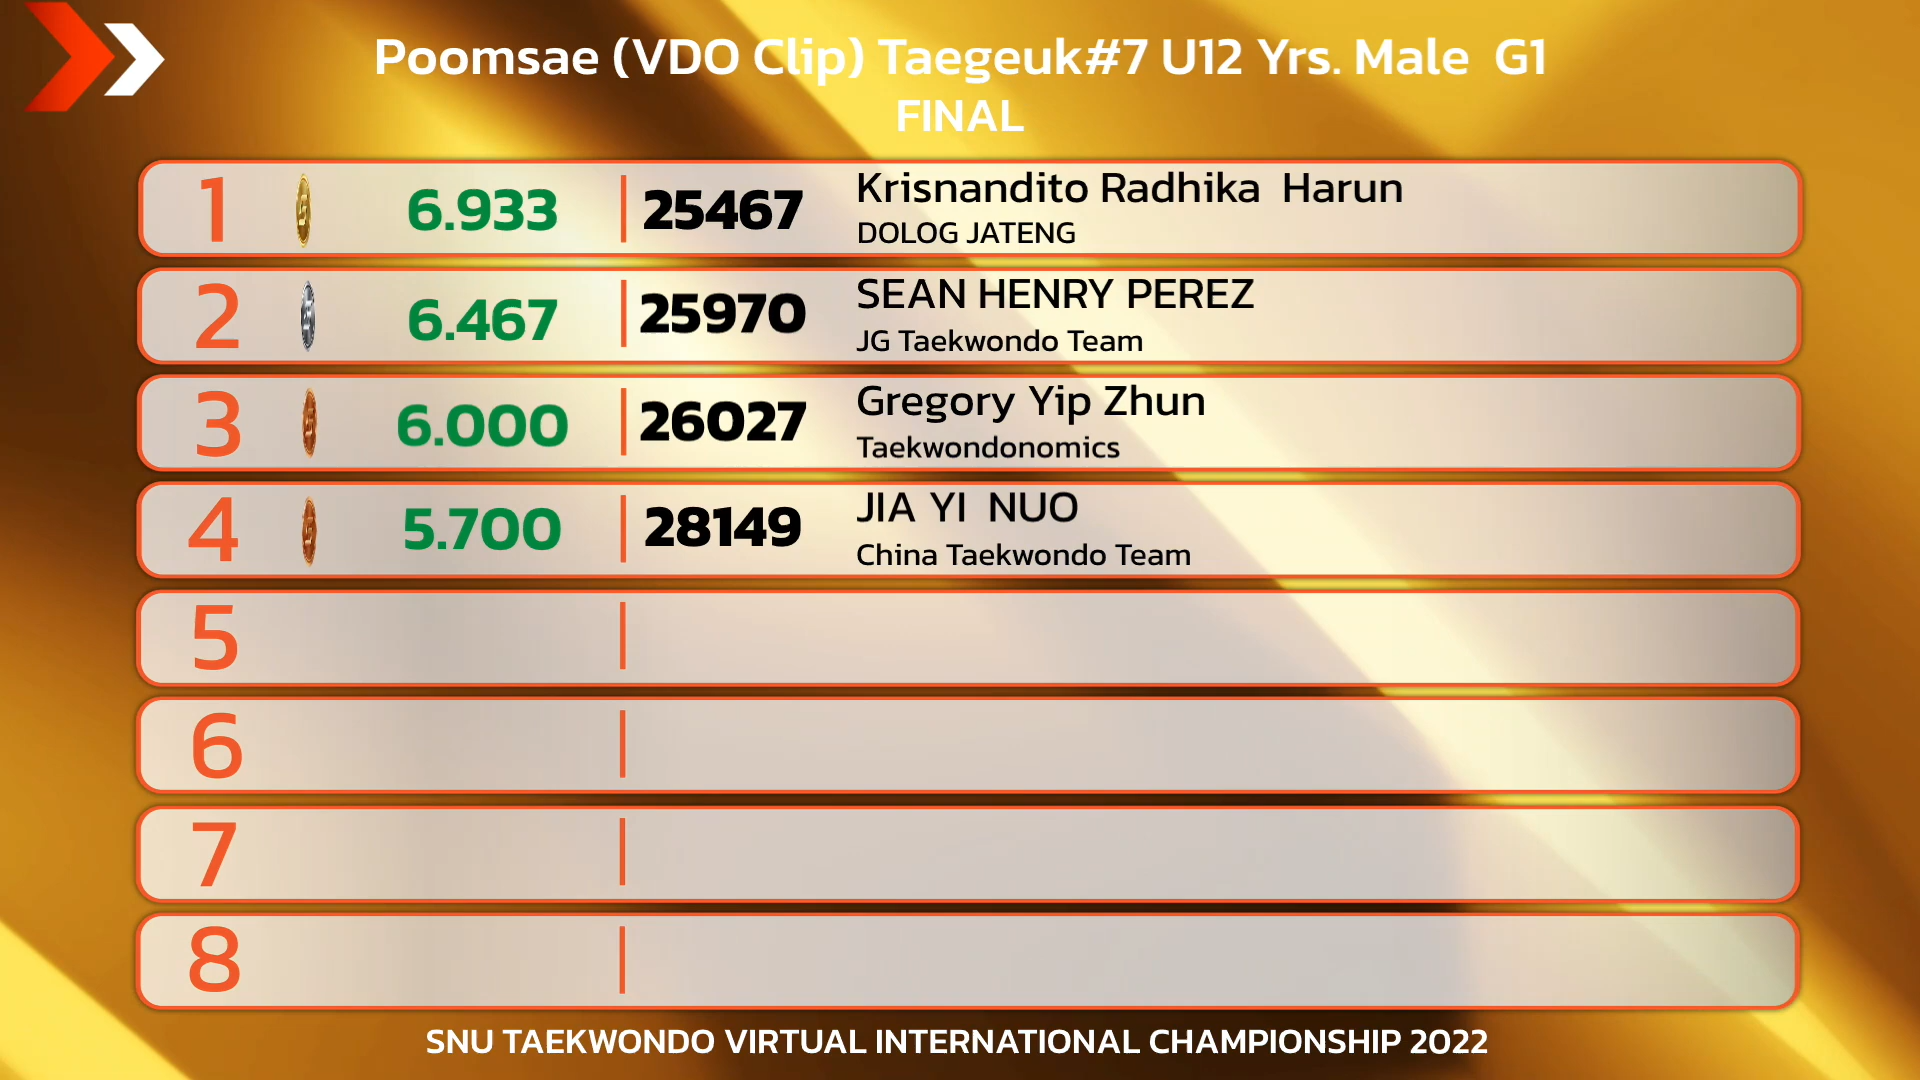 Poomsae (VDO Clip) Taegeuk#7 U12 Yrs. Male  G1
FINAL
1 6.933 25467 Krisnandito Radhika  Harun
DOLOG JATENG
2 6.467 25970 SEAN HENRY PEREZ
JG Taekwondo Team
3 6.000 26027 Gregory Yip Zhun
Taekwondonomics
4 5.700 28149 JIA YI  NUO
China Taekwondo Team
5
6
7
8
SNU TAEKWONDO VIRTUAL INTERNATIONAL CHAMPIONSHIP 2022